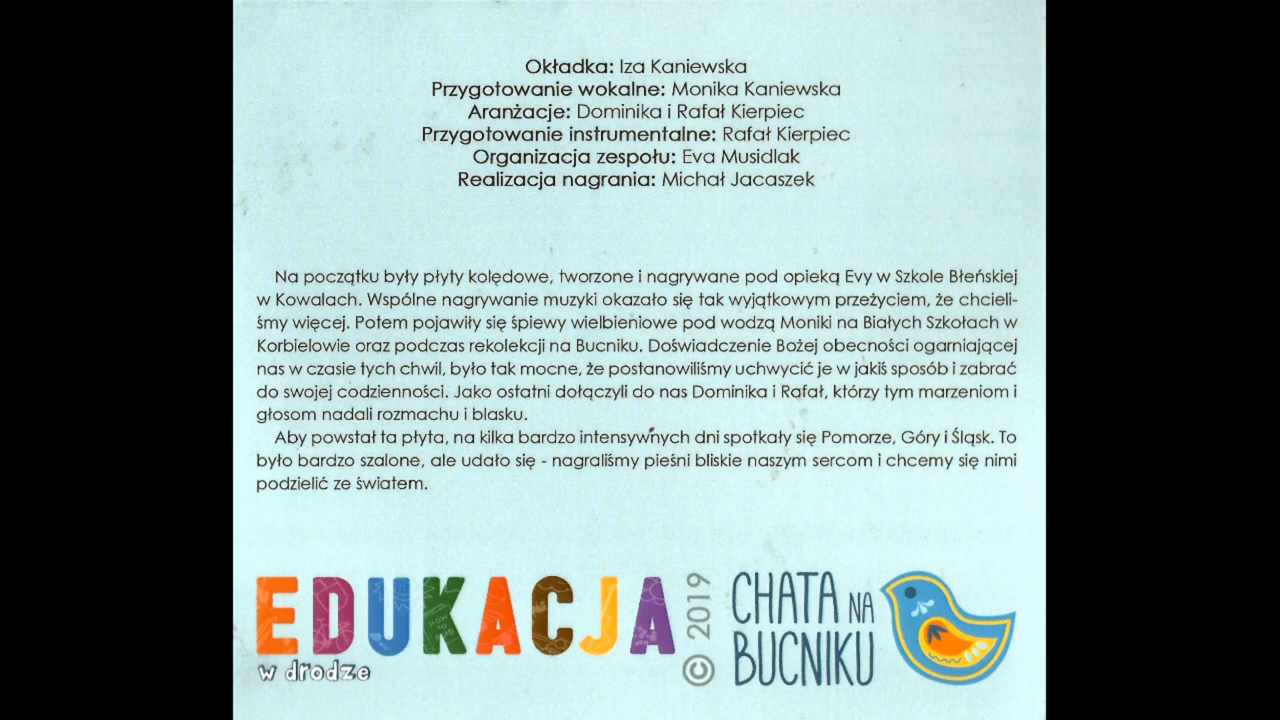 Okładka: Iza Kaniewska
Przygotowanie wokalne: Monika Kaniewska
Aranżacje: Dominika i Rafał Kierpiec
Przygotowanie instrumentalne: Rafał Kierpiec
Organizacja zespołu: Eva Musidlak
Realizacja nagrania: Michał Jacaszek
Na początku były płyty kolędowe, tworzone i nagrywane pod opieką Evy w Szkole Błeńskiej
w Kowalach. Wspólne nagrywanie muzyki okazało się tak wyjątkowym przeżyciem, że chcieli-
śmy więcej. Potem pojawiły się śpiewy wielbieniowe pod wodzą Moniki na Białych Szkołach w
Korbielowie oraz podczas rekolekcji na Bucniku. Doświadczenie Bożej obecności ogarniającej
nas w czasie tych chwil, było tak mocne, że postanowiliśmy uchwycić je w jakiś sposób i zabrać
do swojej codzienności. Jako ostatni dołączyli do nas Dominika i Rafał, którzy tym marzeniom i
głosom nadali rozmachu i blasku.
Aby powstał ta płyta, na kilka bardzo intensywnych dni spotkały się Pomorze, Góry i Śląsk. To
było bardzo szalone, ale udało się - nagraliśmy pieśni bliskie naszym sercom i chcemy się nimi
podzielić ze światem.
EDUKACJA
w drodze
© 2019
CHATA NA
BUCNIKU